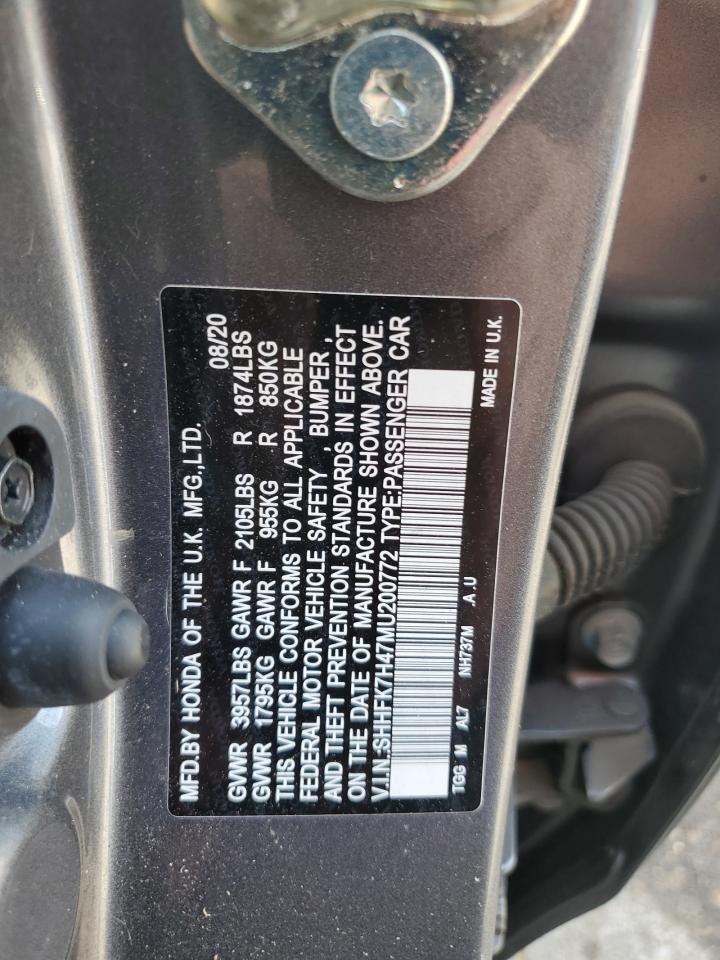 MFD.BY HONDA OF THE U.K. MFG.,LTD.
08/20
GVWR 3957LBS GAWR F 2105LBS R 1874LBS
GVWR 1795KG GAWR F 955KG R 850KG
THIS VEHICLE CONFORMS TO ALL APPLICABLE
FEDERAL MOTOR VEHICLE SAFETY , BUMPER ,
AND THEFT PREVENTION STANDARDS IN EFFECT
ON THE DATE OF MANUFACTURE SHOWN ABOVE.
V.I.N.:SHHFK7H47MU200772 TYPE:PASSENGER CAR
TGG M AL7 NH737M .A .U
MADE IN U.K.